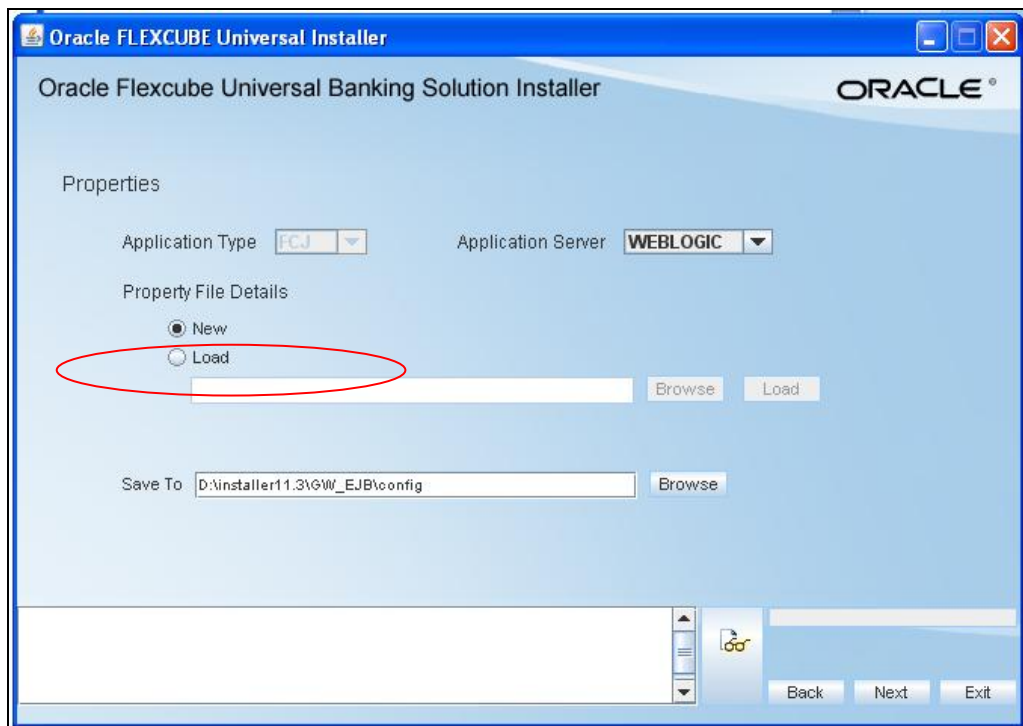 Oracle FLEXCUBE Universal Installer
Oracle Flexcube Universal Banking Solution Installer
ORACLE®
Properties
Application Type FCJ Application Server WEBLOGIC
Property File Details
New
Load
Browse Load
Save To D:\installer11.3\GW_EJB\config Browse
Back Next Exit